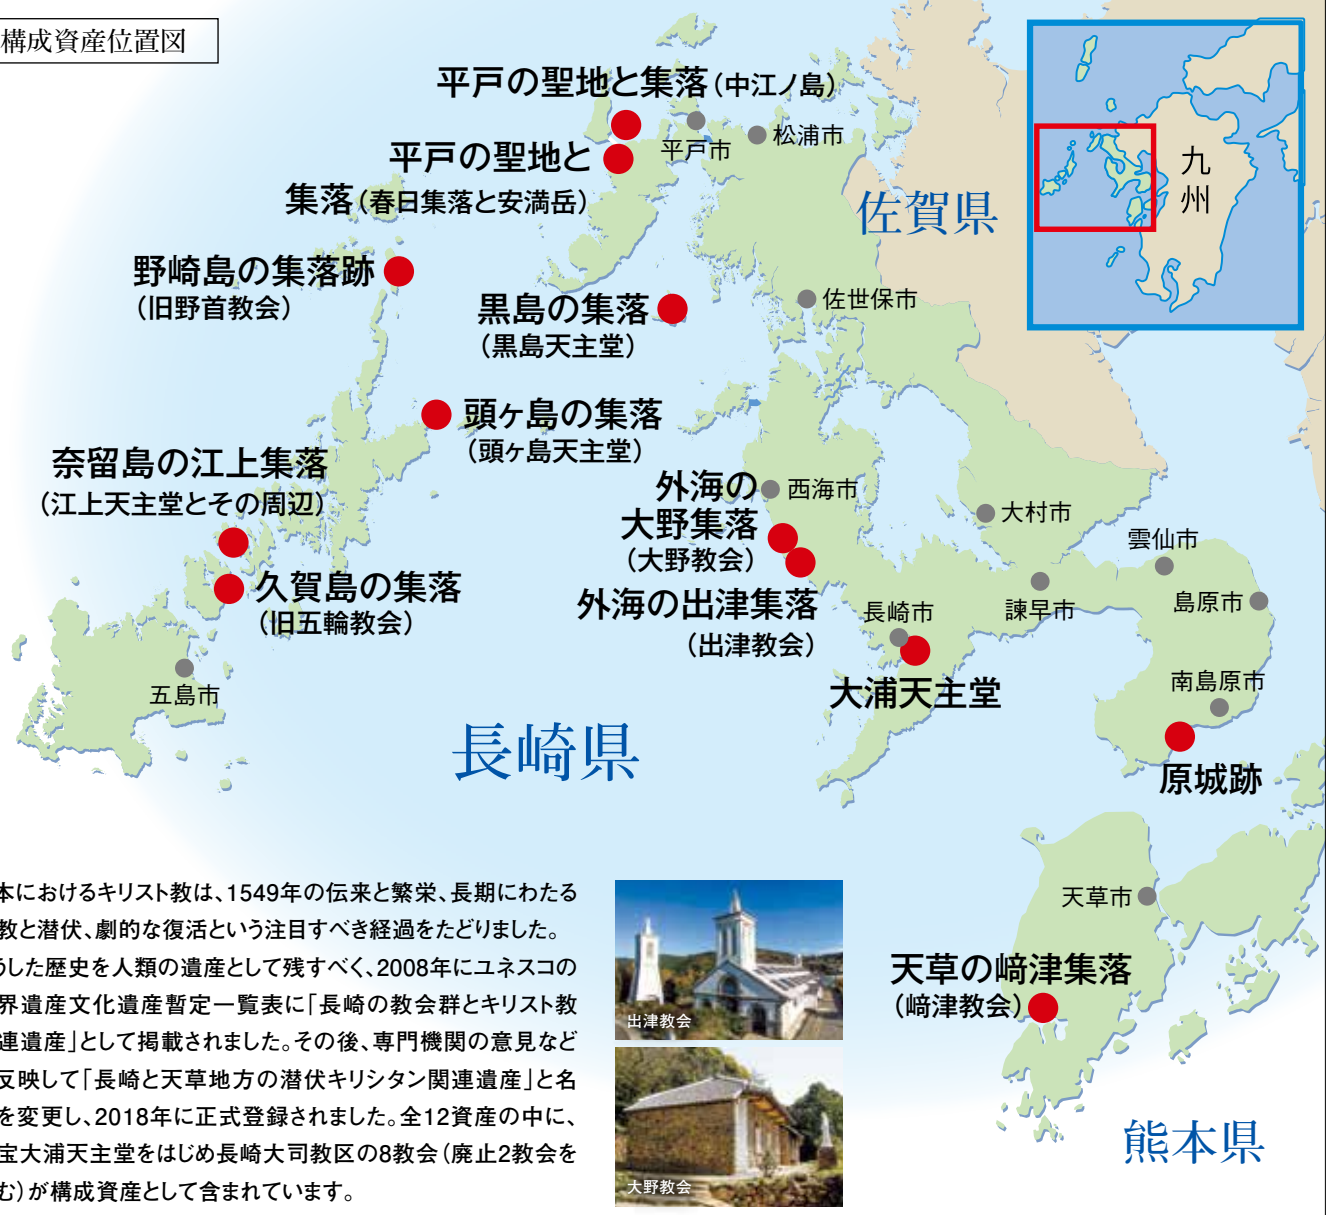 構成資産位置図
平戸の聖地と集落(中江ノ島)
平戸市
松浦市
平戸の聖地と
集落(春日集落と安満岳)
佐賀県
九州
野崎島の集落跡
(旧野首教会)
黒島の集落
(黒島天主堂)
佐世保市
頭ヶ島の集落
(頭ヶ島天主堂)
奈留島の江上集落
(江上天主堂とその周辺)
外海の
大野集落
(大野教会)
西海市
大村市
雲仙市
久賀島の集落
(旧五輪教会)
外海の出津集落
(出津教会)
長崎市
諫早市
島原市
五島市
大浦天主堂
南島原市
長崎県
原城跡
本におけるキリスト教は、1549年の伝来と繁栄、長期にわたる
教と潜伏、劇的な復活という注目すべき経過をたどりました。
うした歴史を人類の遺産として残すべく、2008年にユネスコの
界遺産文化遺産暫定一覧表に「長崎の教会群とキリスト教
連遺産」として掲載されました。その後、専門機関の意見など
反映して「長崎と天草地方の潜伏キリシタン関連遺産」と名
を変更し、2018年に正式登録されました。全12資産の中に、
宝大浦天主堂をはじめ長崎大司教区の8教会(廃止2教会を
む)が構成資産として含まれています。
出津教会
大野教会
天草市
天草の﨑津集落
(﨑津教会)
熊本県